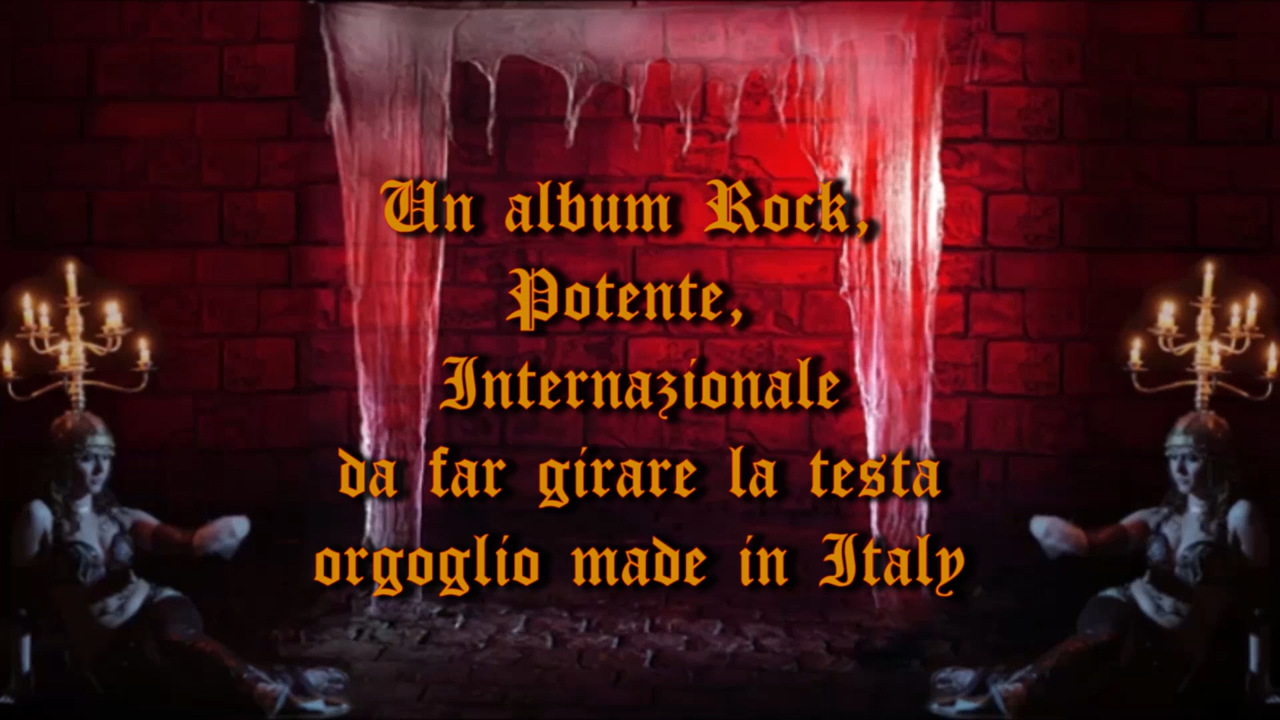 Un album Rock,
Potente,
Internazionale
da far girare la testa
orgoglio made in Italy